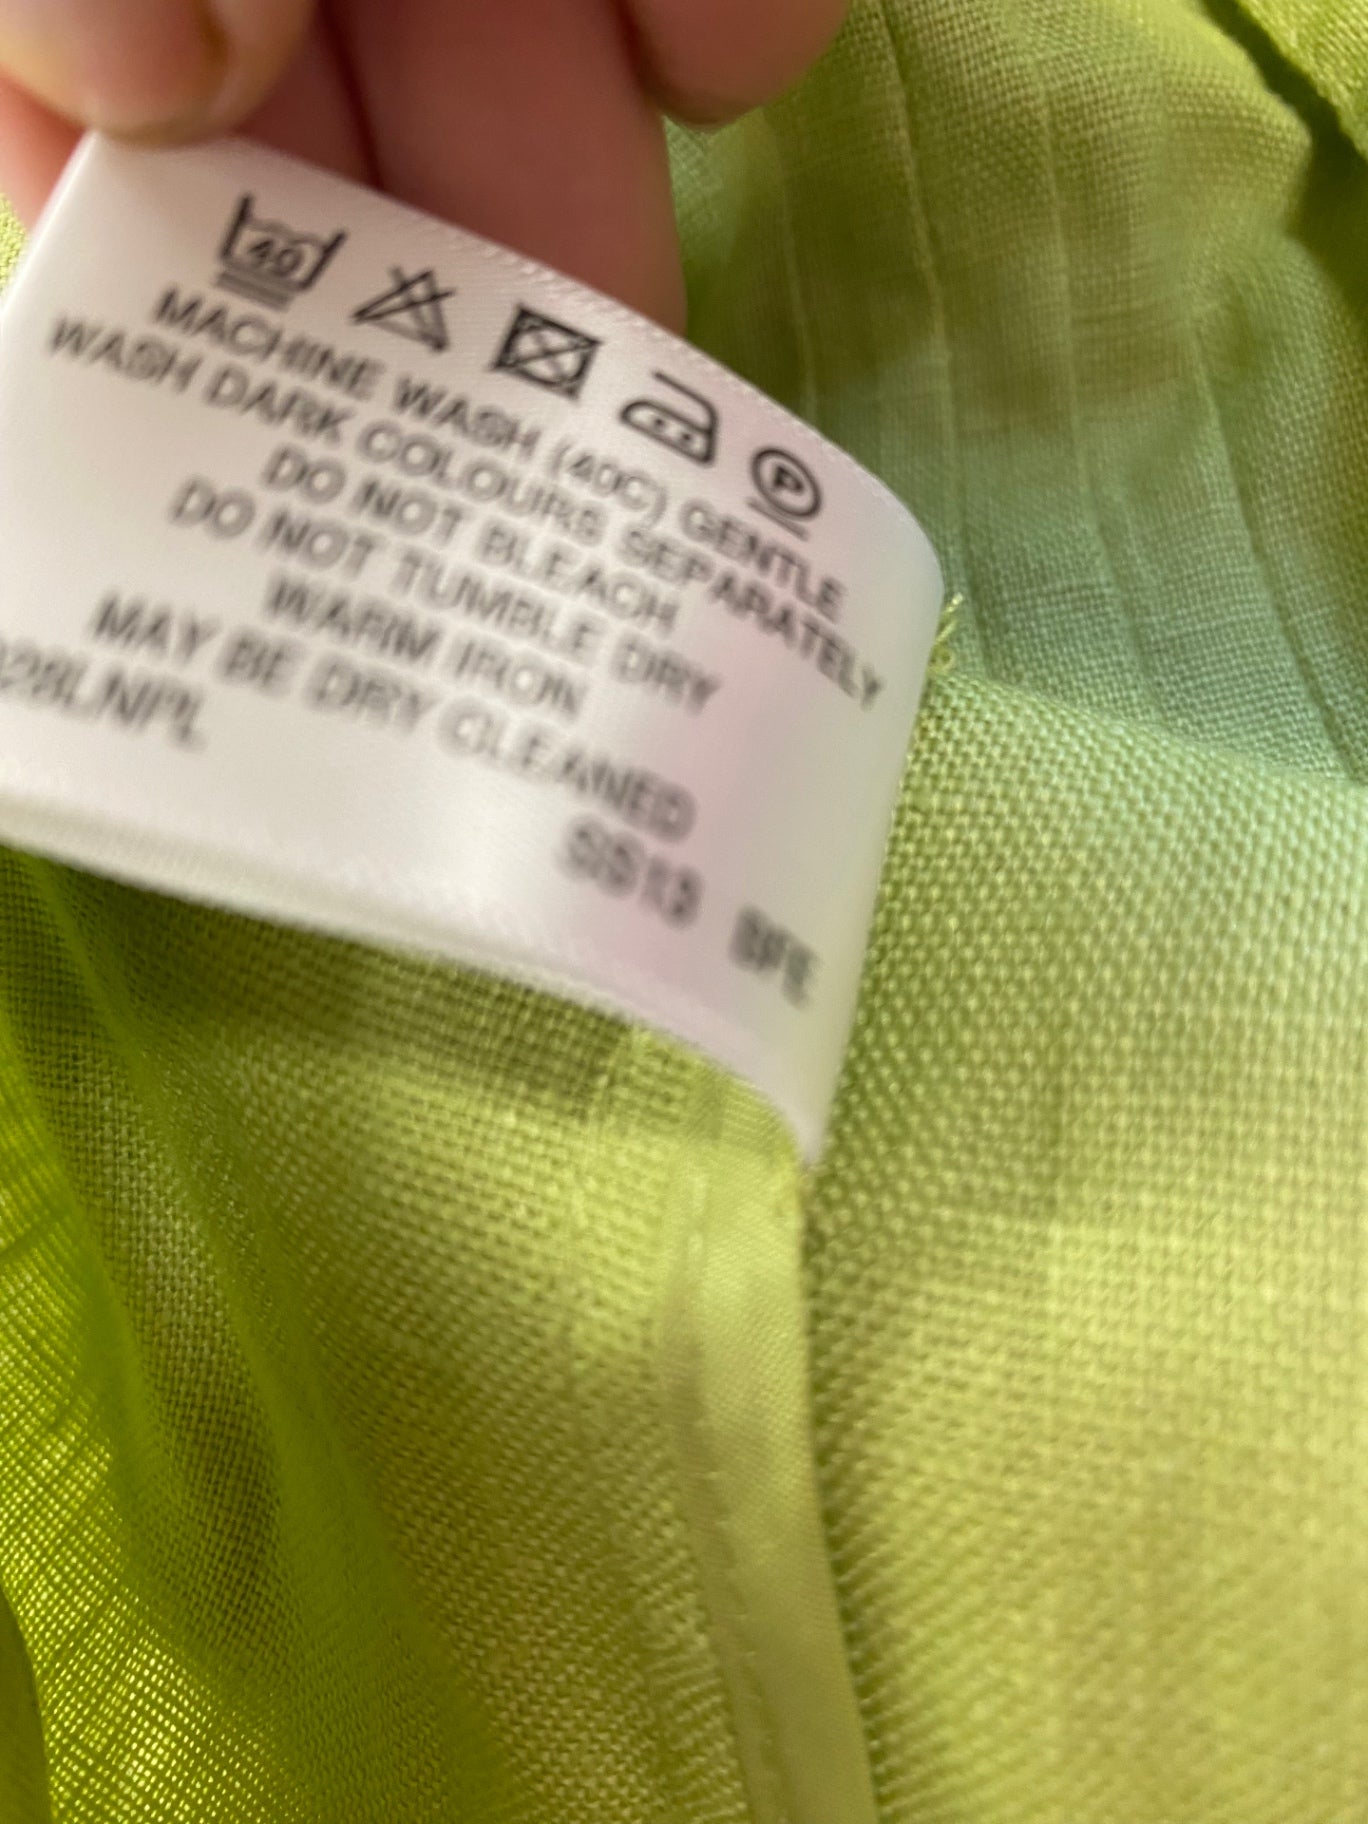 40
P
MACHINE WASH (40C) GENTLE
WASH DARK COLOURS SEPARATELY
DO NOT BLEACH
DO NOT TUMBLE DRY
WARM IRON
MAY BE DRY CLEANED
SS13